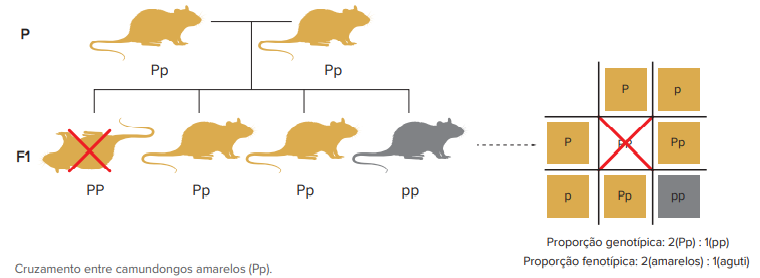 P
Pp
Pp
F1
PP
Pp
Pp
pp
P
p
P
PP
Pp
p
Pp
pp
Proporção genotípica: 2(Pp) : 1(pp)
Proporção fenotípica: 2(amarelos) : 1(aguti)
Cruzamento entre camundongos amarelos (Pp).